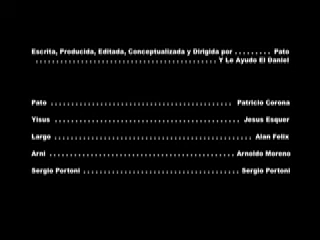 Escrita, Producida, Editada, Conceptualizada y Dirigida por ......... Pato
............................................ Y Le Ayudo El Daniel
Pato ............................................ Patricio Corona
Yisus .............................................. Jesus Esquer
Largo ................................................ Alan Felix
Arni ............................................. Arnoldo Moreno
Sergio Portoni ...................................... Sergio Portoni